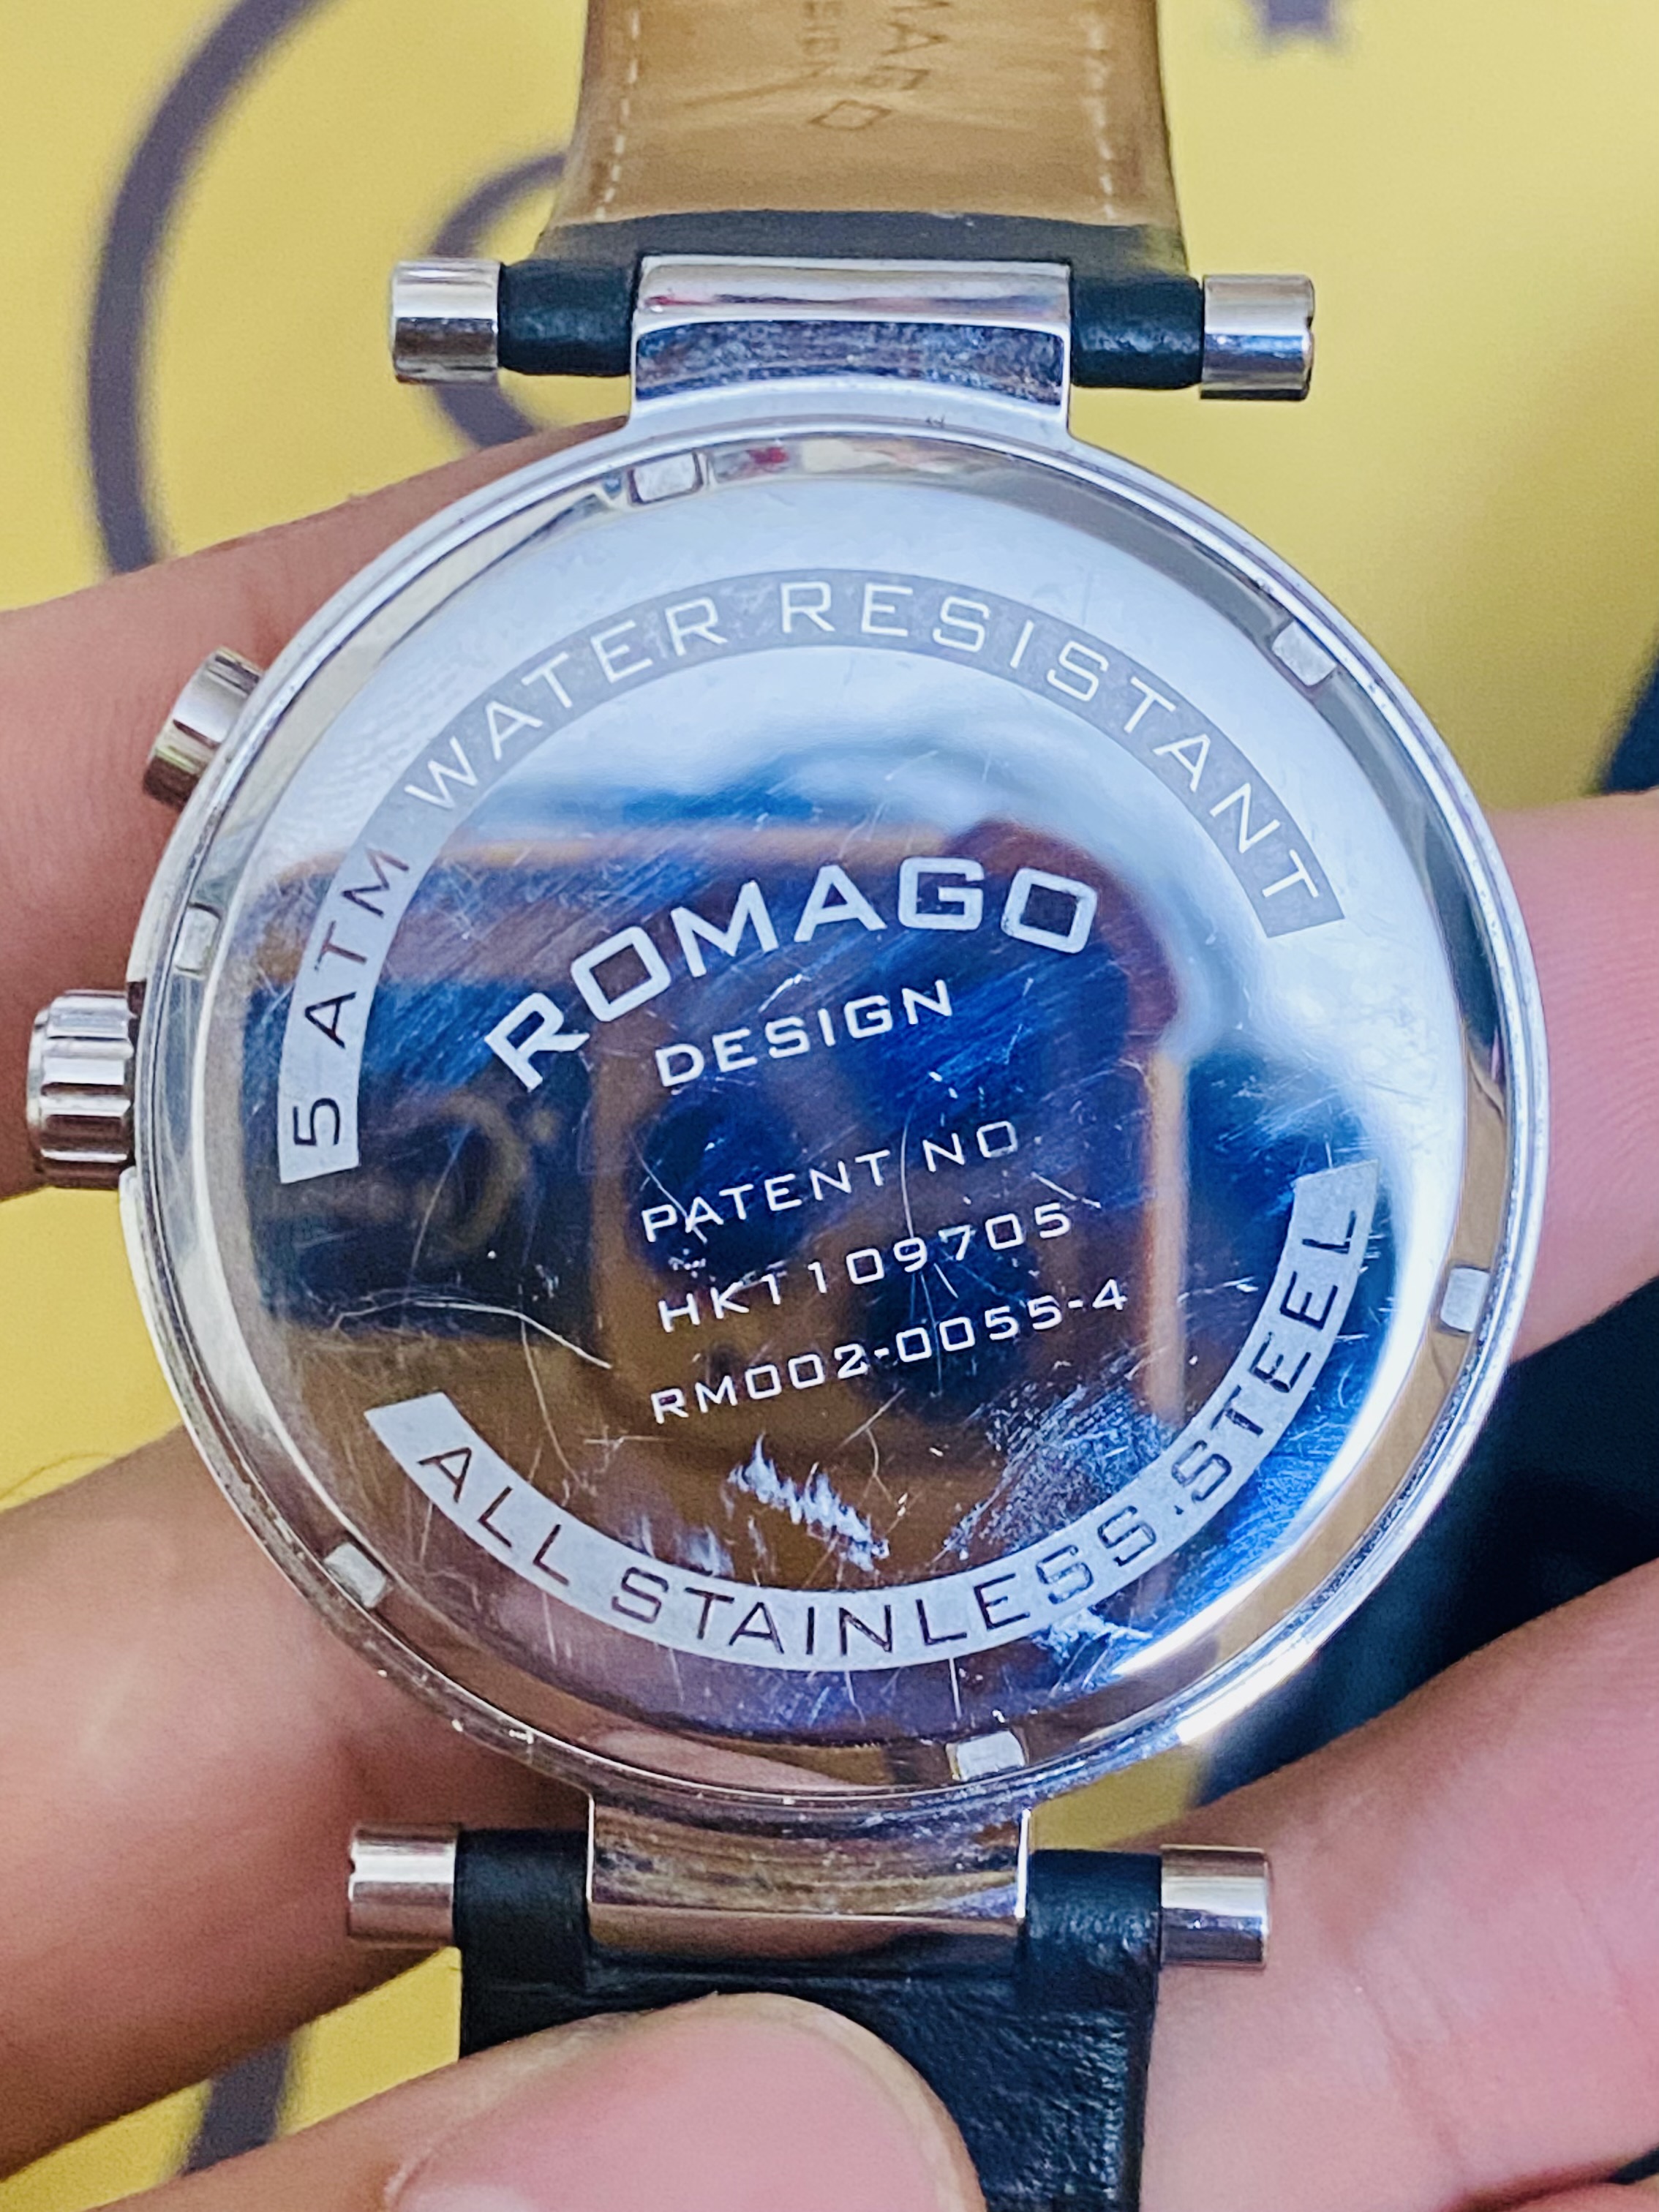 5 ATM WATER RESISTANT
ROMAGO
DESIGN
PATENT NO
HK1109705
RM002-0055-4
ALL STAINLESS STEEL